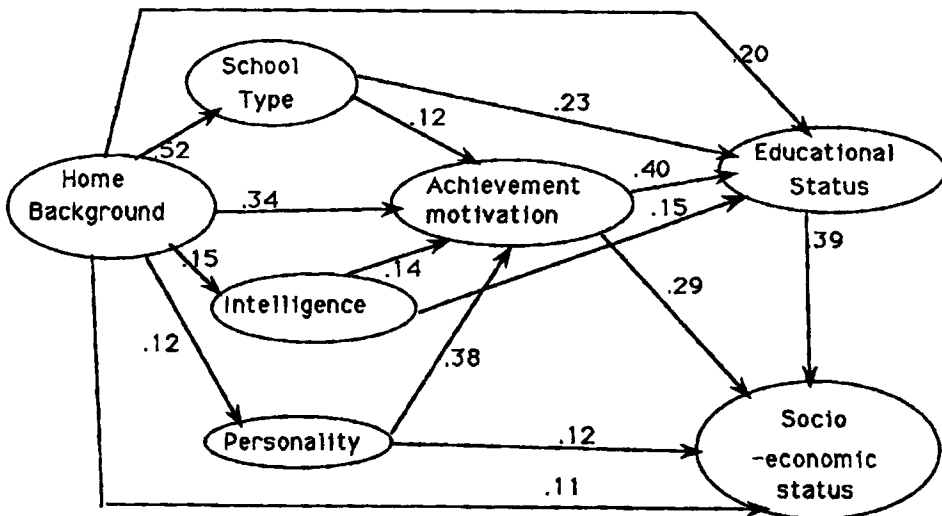 .20
School
Type
.23
.12
.52
Educational
Status
Home
Background
Achievement
motivation
.40
.34
.15
.39
.15
.14
Intelligence
.29
.12
.38
Socio
-economic
status
Personality
.12
.11